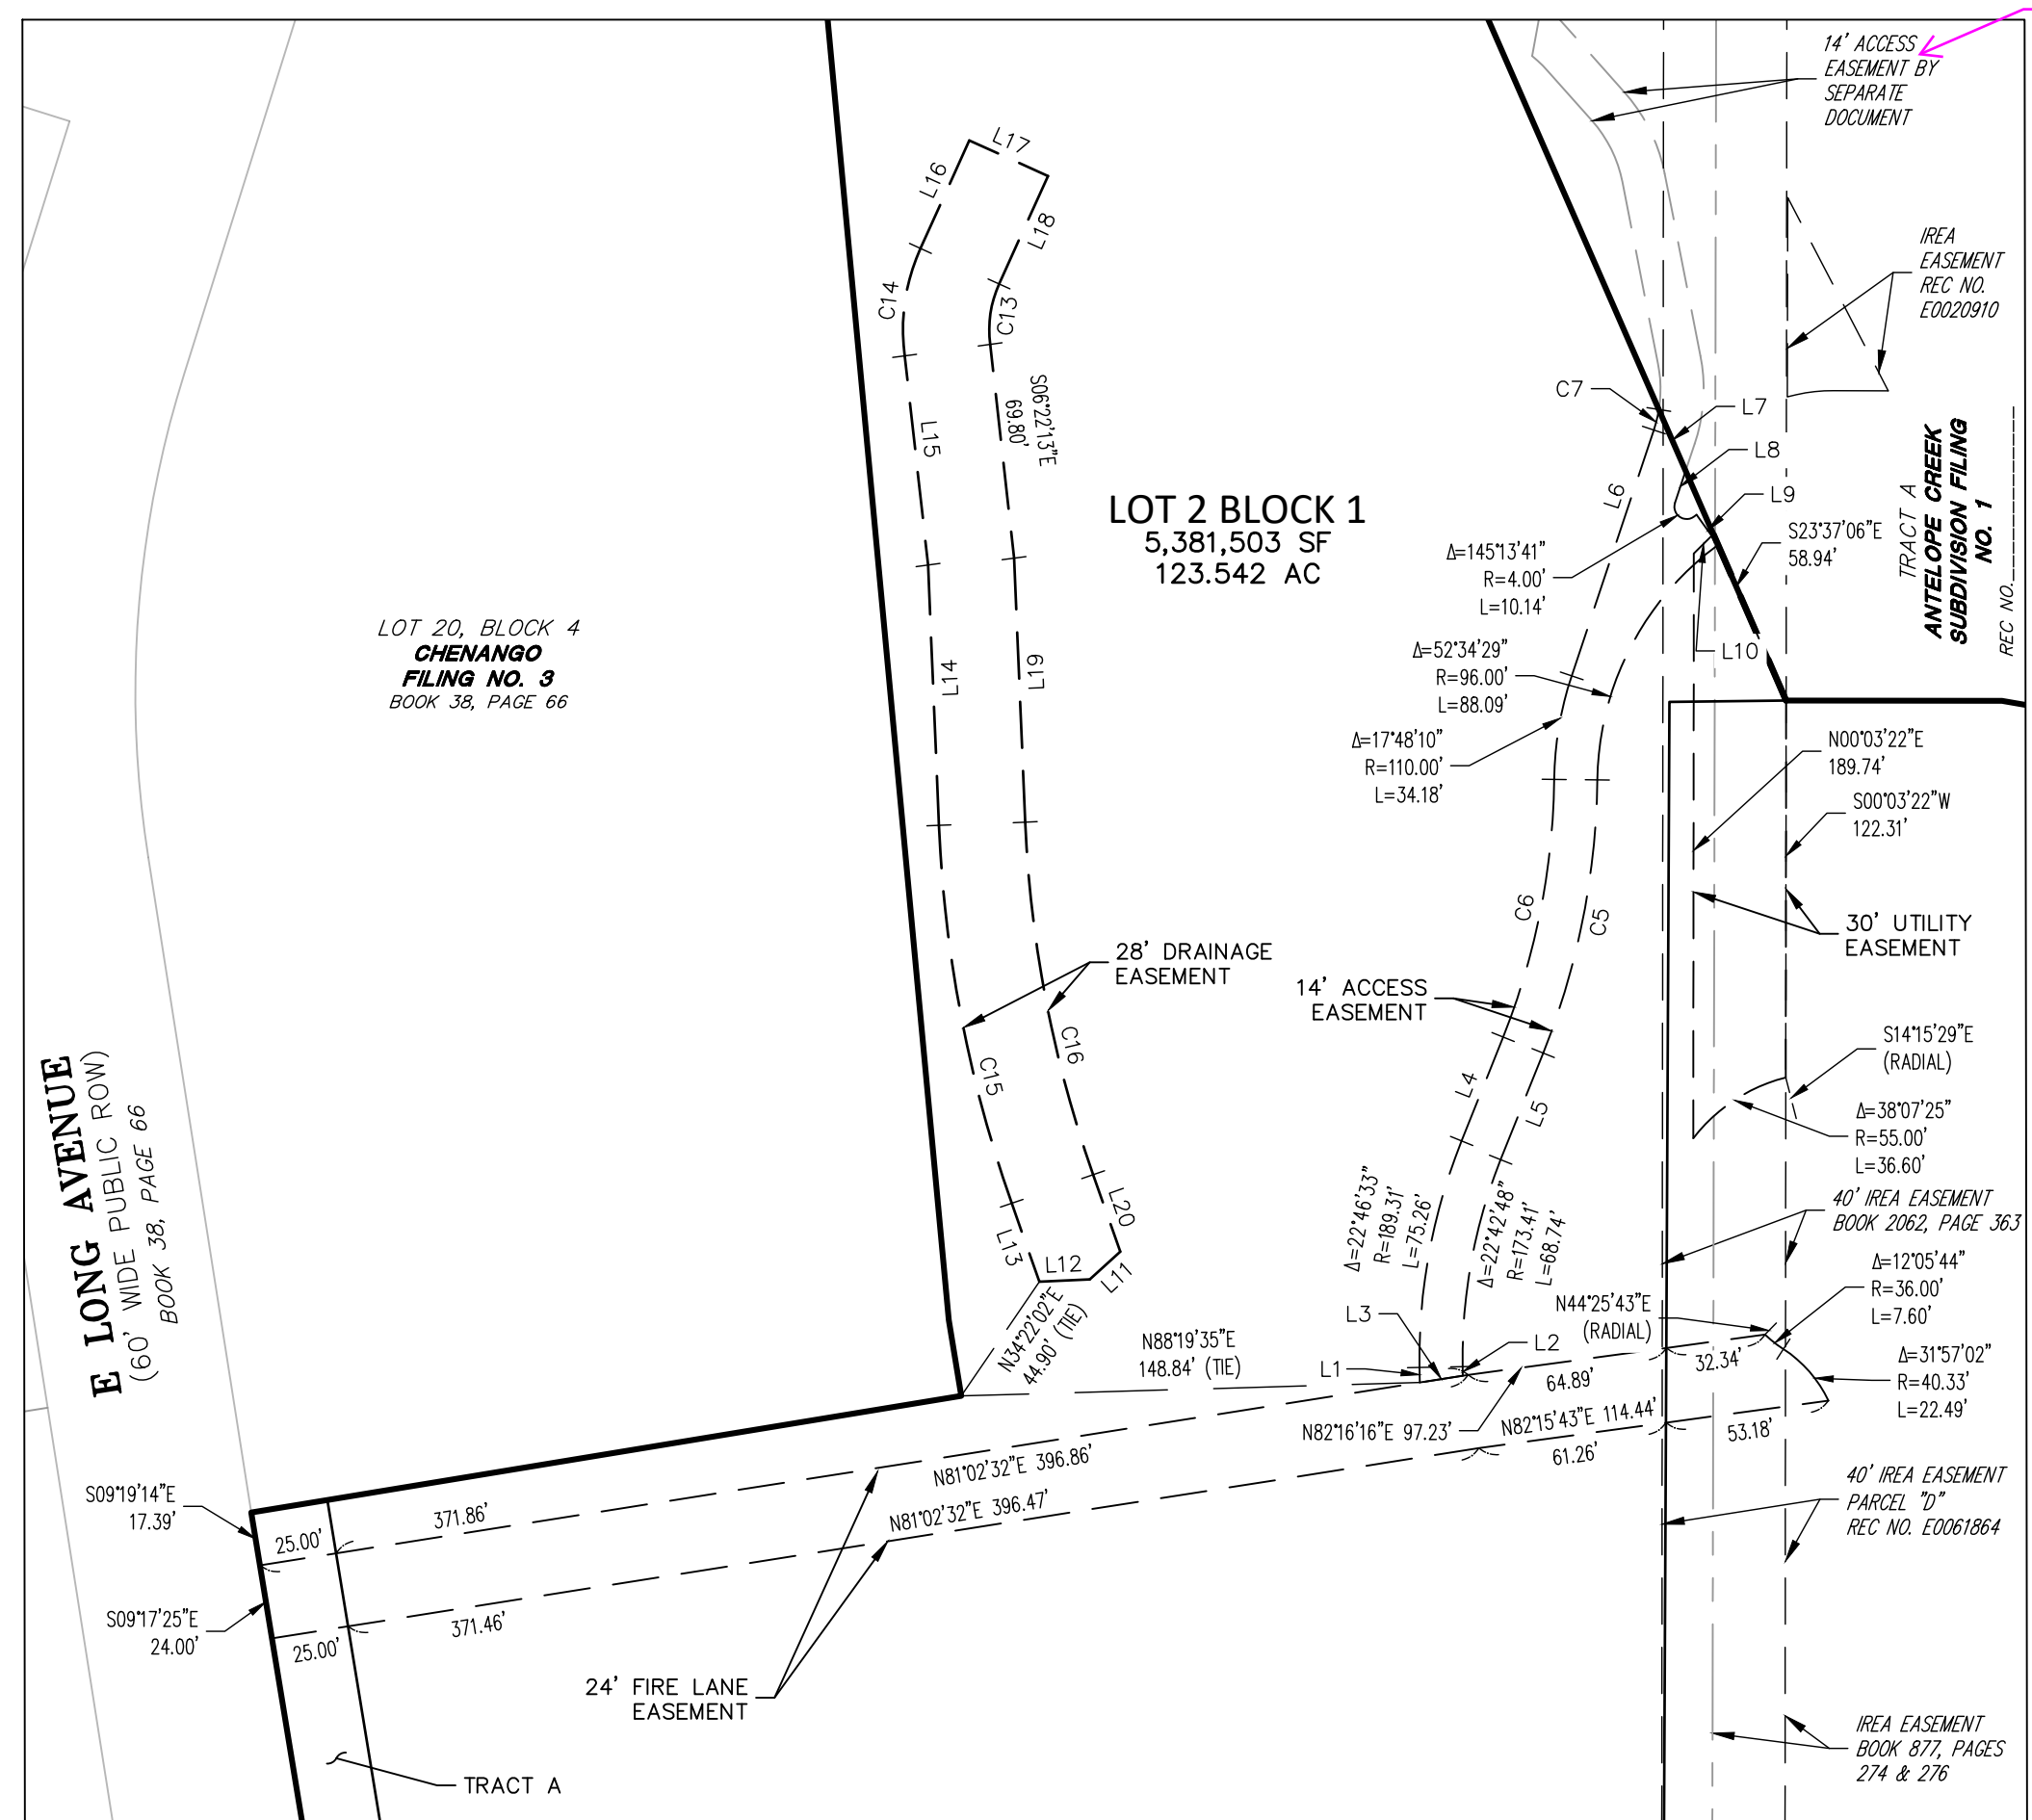 14' ACCESS
EASEMENT BY
SEPARATE
DOCUMENT
L17
L16
L18
C14
C13
IREA
EASEMENT
REC NO.
E0020910
S06°22'13"E
69.80'
L15
C7
L7
L8
L9
L6
S23°37'06"E
58.94'
LOT 2 BLOCK 1
5,381,503 SF
123.542 AC
Δ=145°13'41"
R=4.00'
L=10.14'
TRACT A
ANTELOPE CREEK
SUBDIVISION FILING
NO. 1
REC NO.____________
LOT 20, BLOCK 4
CHENANGO
FILING NO. 3
BOOK 38, PAGE 66
L14
L19
Δ=52°34'29"
R=96.00'
L=88.09'
L10
Δ=17°48'10"
R=110.00'
L=34.18'
N00°03'22"E
189.74'
S00°03'22"W
122.31'
C6
C5
30' UTILITY
EASEMENT
28' DRAINAGE
EASEMENT
14' ACCESS
EASEMENT
C15
C16
L4
L5
S14°15'29"E
(RADIAL)
Δ=38°07'25"
R=55.00'
L=36.60'
E LONG AVENUE
(60' WIDE PUBLIC ROW)
BOOK 38, PAGE 66
40' IREA EASEMENT
BOOK 2062, PAGE 363
L13
L20
L12
L11
N34°22'02"E
44.90' (TIE)
Δ=22°46'33"
R=189.31'
L=75.26'
Δ=22°42'48"
R=173.41'
L=68.74'
Δ=12°05'44"
R=36.00'
L=7.60'
N44°25'43"E
(RADIAL)
L3
L2
L1
N88°19'35"E
148.84' (TIE)
64.89'
32.34'
Δ=31°57'02"
R=40.33'
L=22.49'
N82°16'16"E 97.23'
N82°15'43"E 114.44'
61.26'
53.18'
N81°02'32"E 396.86'
N81°02'32"E 396.47'
S09°19'14"E
17.39'
25.00'
371.86'
40' IREA EASEMENT
PARCEL "D"
REC NO. E0061864
S09°17'25"E
24.00'
25.00'
371.46'
24' FIRE LANE
EASEMENT
TRACT A
IREA EASEMENT
BOOK 877, PAGES
274 & 276